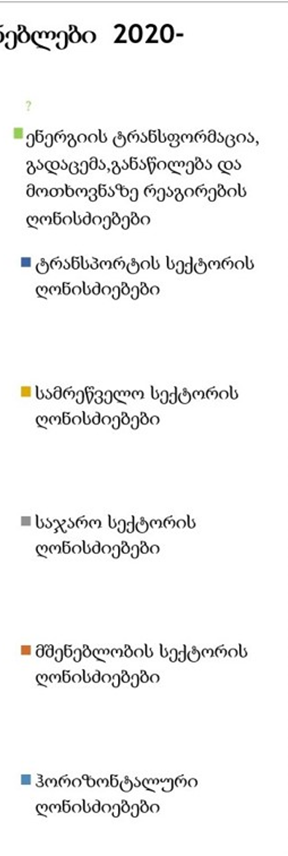 ნებლები 2020-
?
ენერგიის ტრანსფორმაცია,
გადაცემა,განაწილება და
მოთხოვნაზე რეაგირების
ღონისძიებები
ტრანსპორტის სექტორის
ღონისძიებები
სამრეწველო სექტორის
ღონისძიებები
საჯარო სექტორის
ღონისძიებები
მშენებლობის სექტორის
ღონისძიებები
ჰორიზონტალური
ღონისძიებები